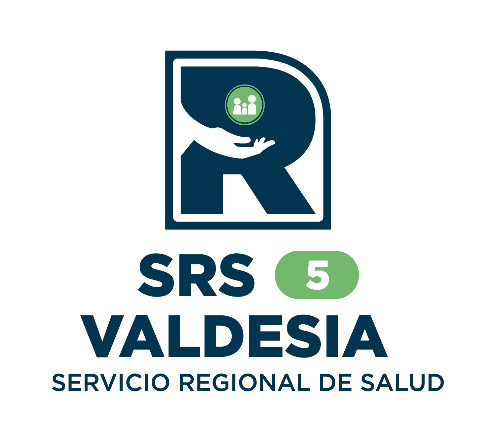 R
SRS 5
VALDESIA
SERVICIO REGIONAL DE SALUD